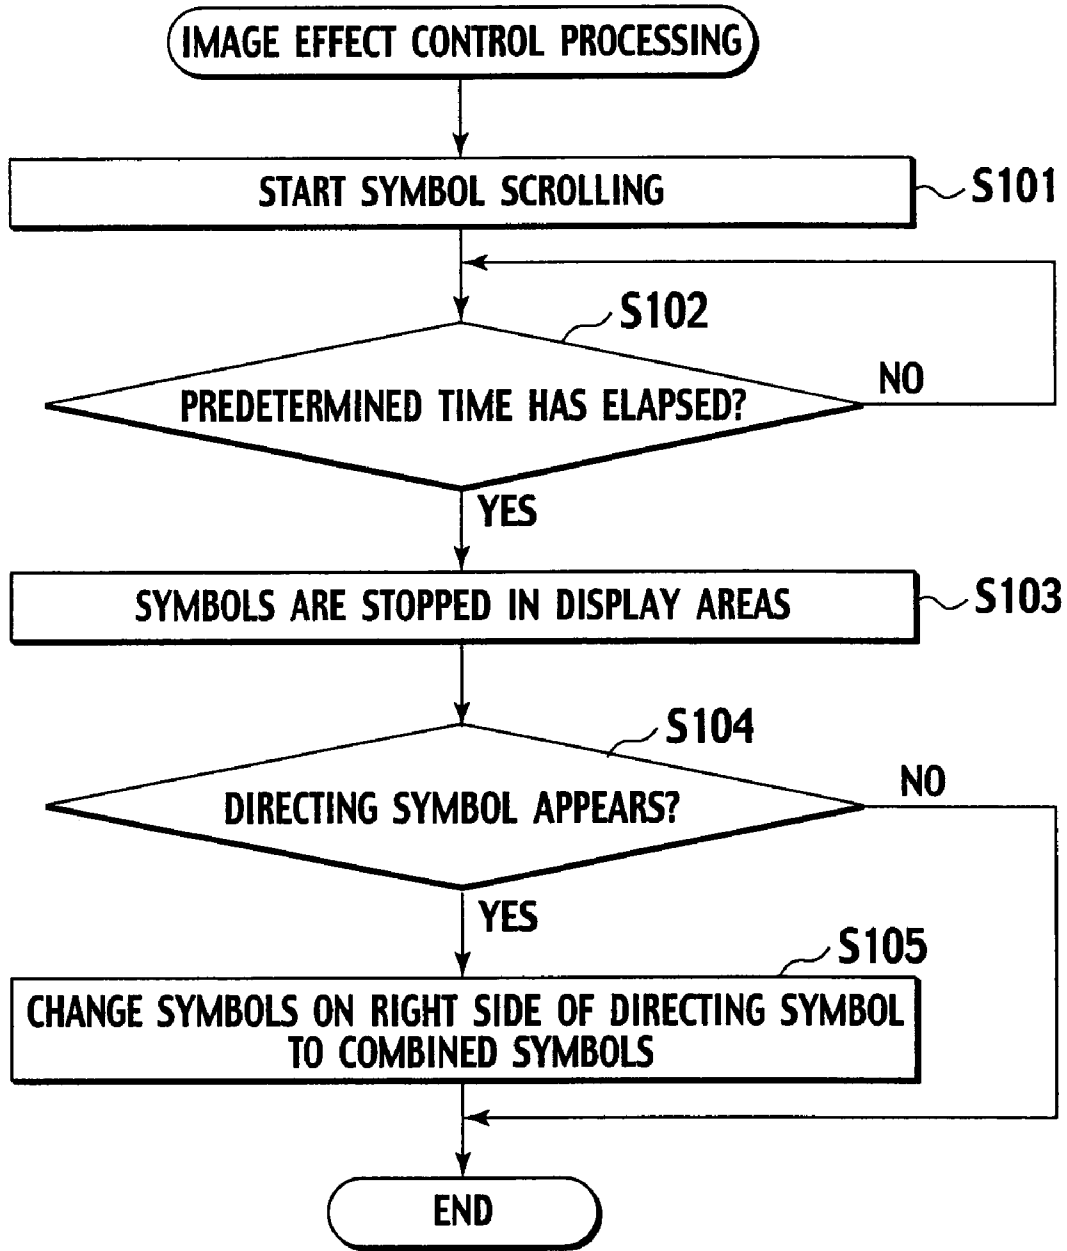 IMAGE EFFECT CONTROL PROCESSING
START SYMBOL SCROLLING
S101
S102
PREDETERMINED TIME HAS ELAPSED?
NO
YES
SYMBOLS ARE STOPPED IN DISPLAY AREAS
S103
S104
DIRECTING SYMBOL APPEARS?
NO
YES
S105
CHANGE SYMBOLS ON RIGHT SIDE OF DIRECTING SYMBOL
TO COMBINED SYMBOLS
END